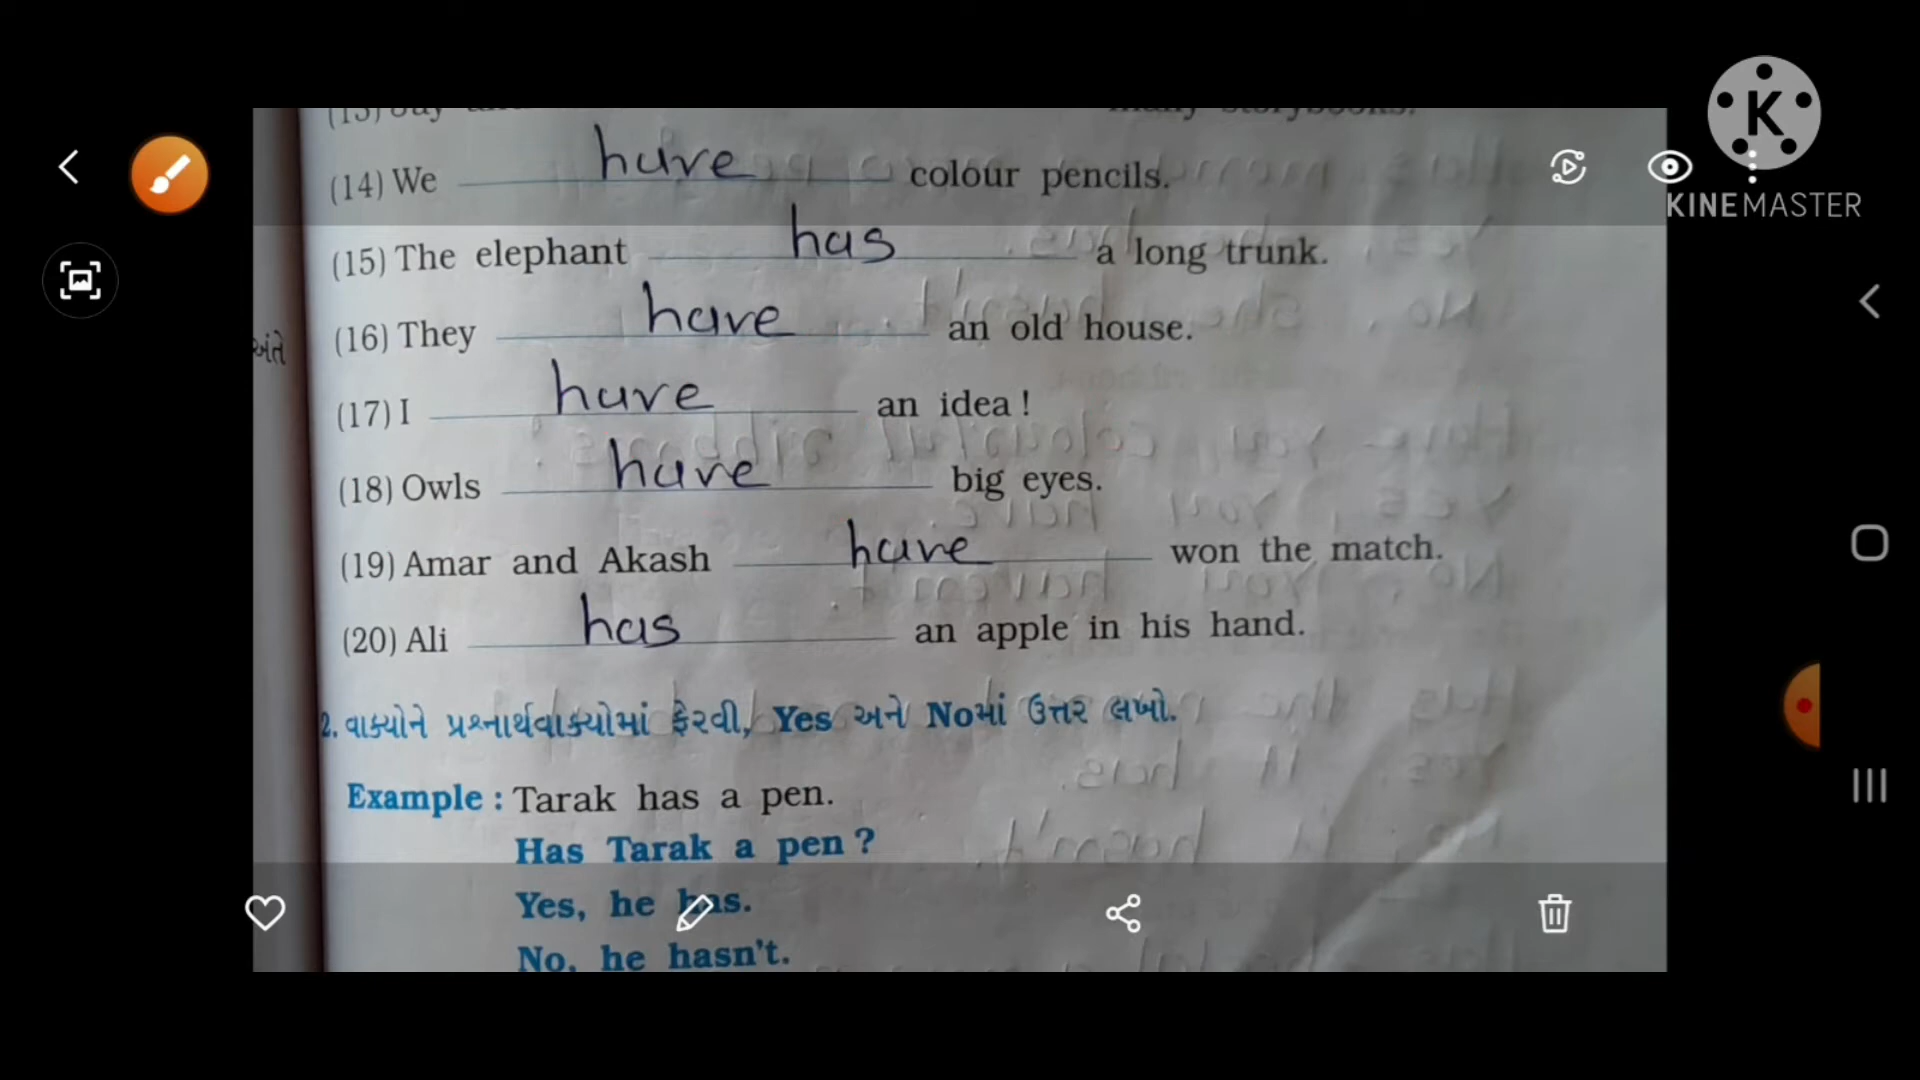 (14) We have colour pencils.
(15) The elephant has a long trunk.
(16) They have an old house.
(17) I have an idea!
(18) Owls have big eyes.
(19) Amar and Akash have won the match.
(20) Ali has an apple in his hand.
2. વાક્યોને પ્રશ્નાર્થવાક્યોમાં ફેરવી, Yes અને Noમાં ઉત્તર લખો.
Example : Tarak has a pen.
Has Tarak a pen?
Yes, he has.
No, he hasn't.
અંતે
K
KINEMASTER